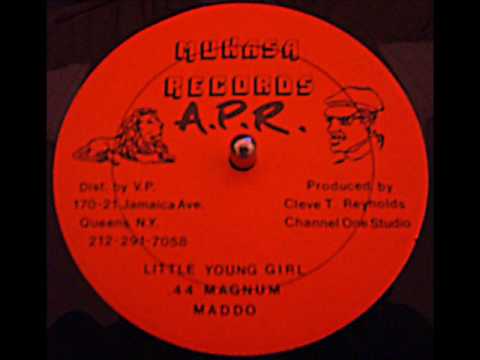 MUKASA
RECORDS
A.P.R.
Dist. by V.P.
170-21 Jamaica Ave.
Queens N.Y.
212-291-7058
Produced by
Cleve T. Reynolds
Channel One Studio
LITTLE YOUNG GIRL
.44 MAGNUM
MADDO